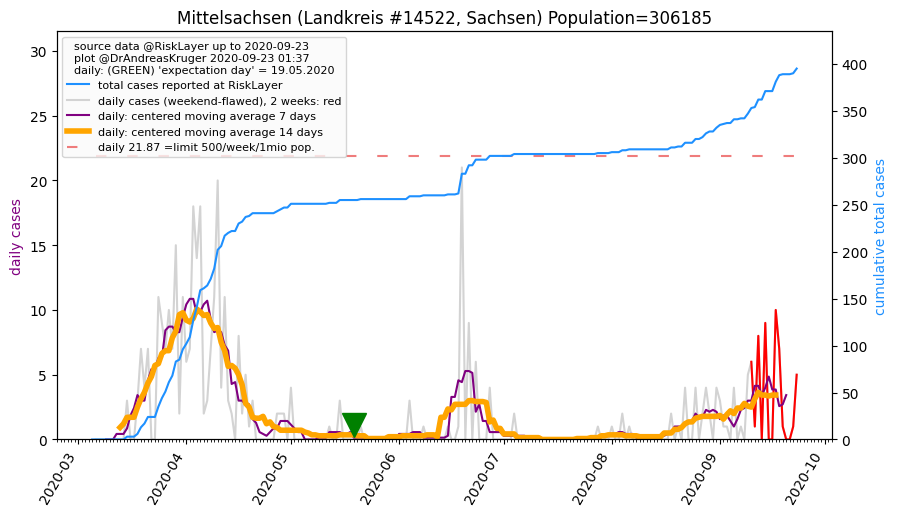 Mittelsachsen (Landkreis #14522, Sachsen) Population=306185
source data @RiskLayer up to 2020-09-23
plot @DrAndreasKruger 2020-09-23 01:37
daily: (GREEN) 'expectation day' = 19.05.2020
total cases reported at RiskLayer
daily cases (weekend-flawed), 2 weeks: red
daily: centered moving average 7 days
daily: centered moving average 14 days
daily 21.87 =limit 500/week/1mio pop.
daily cases
30
25
20
15
10
5
0
cumulative total cases
400
350
300
250
200
150
100
50
0
2020-03
2020-04
2020-05
2020-06
2020-07
2020-08
2020-09
2020-10